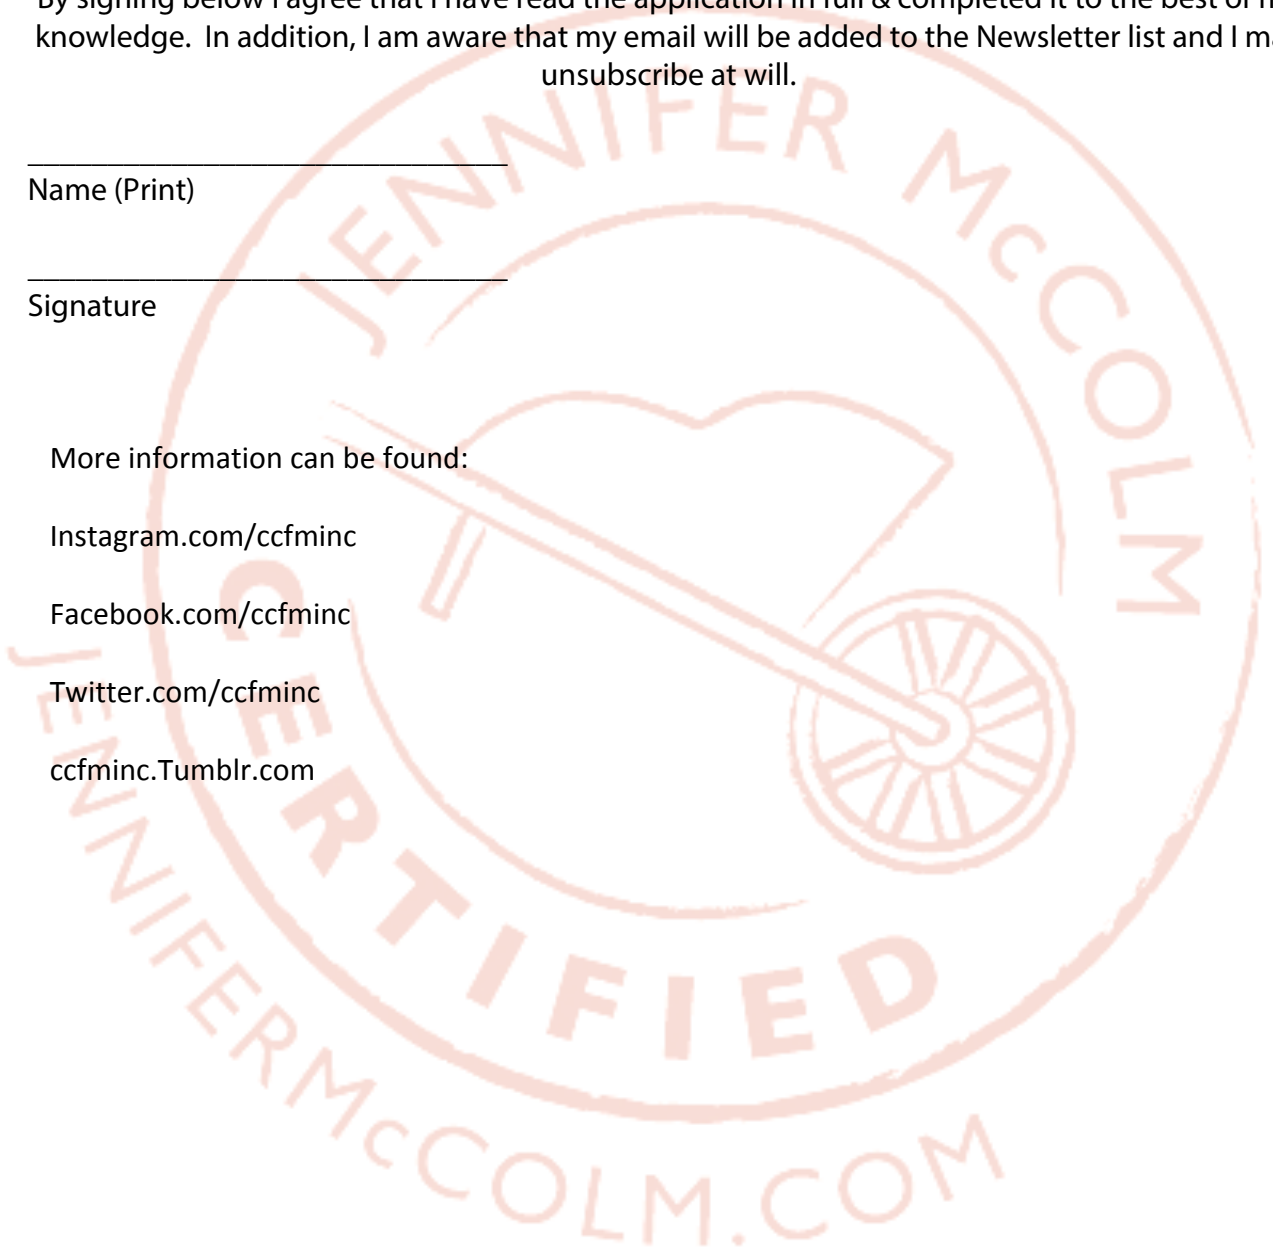 By signing below I agree that I have read the application in full & completed it to the best of
knowledge. In addition, I am aware that my email will be added to the Newsletter list and I
unsubscribe at will.
Name (Print)
Signature
More information can be found:
Instagram.com/ccfminc
Facebook.com/ccfminc
Twitter.com/ccfminc
ccfminc.Tumblr.com
JENNIFER McCOLM
CERTIFIED
JENNIFERMcCOLM.COM